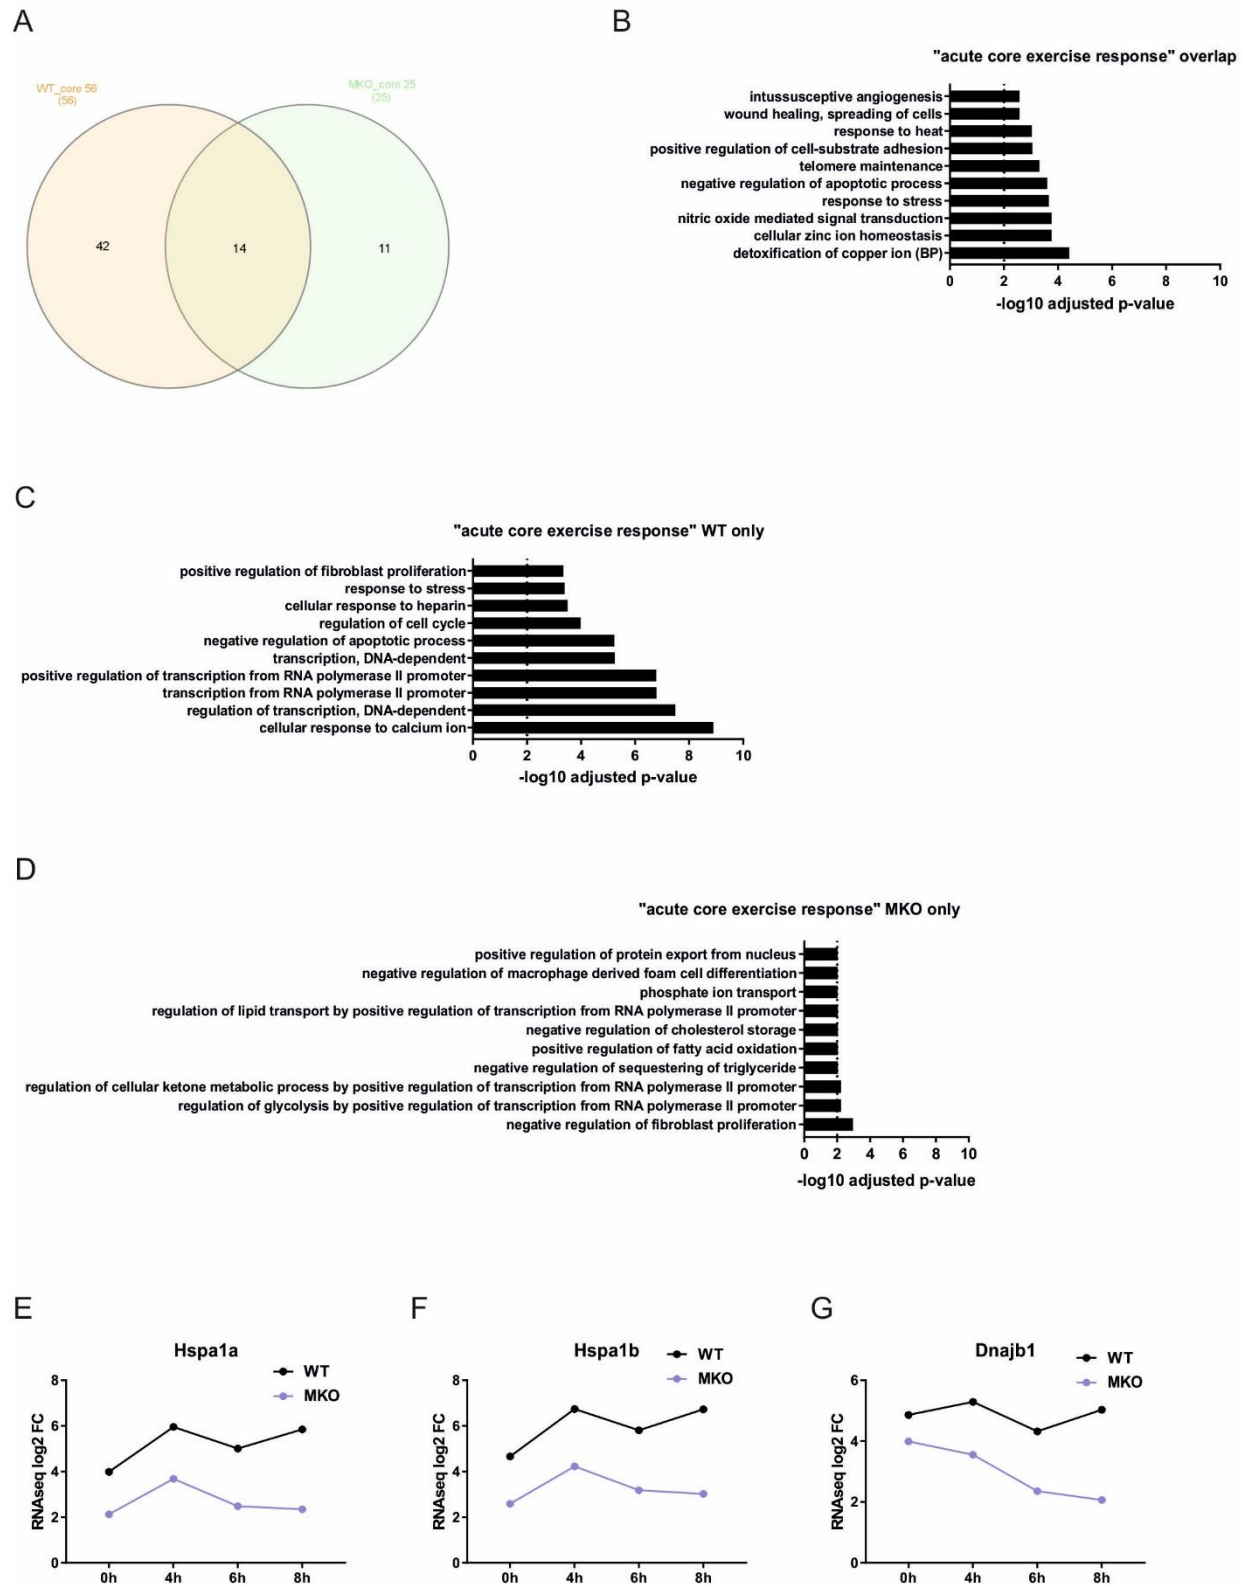 A
WT_core 56
(56)
MKO_core 25
(25)
42
14
11
B
"acute core exercise response" overlap
intussusceptive angiogenesis
wound healing, spreading of cells
response to heat
positive regulation of cell-substrate adhesion
telomere maintenance
negative regulation of apoptotic process
response to stress
nitric oxide mediated signal transduction
cellular zinc ion homeostasis
detoxification of copper ion (BP)
0 2 4 6 8 10
-log10 adjusted p-value
C
"acute core exercise response" WT only
positive regulation of fibroblast proliferation
response to stress
cellular response to heparin
regulation of cell cycle
negative regulation of apoptotic process
transcription, DNA-dependent
positive regulation of transcription from RNA polymerase II promoter
transcription from RNA polymerase II promoter
regulation of transcription, DNA-dependent
cellular response to calcium ion
0 2 4 6 8 10
-log10 adjusted p-value
D
"acute core exercise response" MKO only
positive regulation of protein export from nucleus
negative regulation of macrophage derived foam cell differentiation
phosphate ion transport
regulation of lipid transport by positive regulation of transcription from RNA polymerase II promoter
negative regulation of cholesterol storage
positive regulation of fatty acid oxidation
negative regulation of sequestering of triglyceride
regulation of cellular ketone metabolic process by positive regulation of transcription from RNA polymerase II promoter
regulation of glycolysis by positive regulation of transcription from RNA polymerase II promoter
negative regulation of fibroblast proliferation
0 2 4 6 8 10
-log10 adjusted p-value
E
Hspa1a
WT
MKO
RNAseq log2 FC
8
6
4
2
0
0h 4h 6h 8h
F
Hspa1b
WT
MKO
RNAseq log2 FC
8
6
4
2
0
0h 4h 6h 8h
G
Dnajb1
WT
MKO
RNAseq log2 FC
6
4
2
0
0h 4h 6h 8h